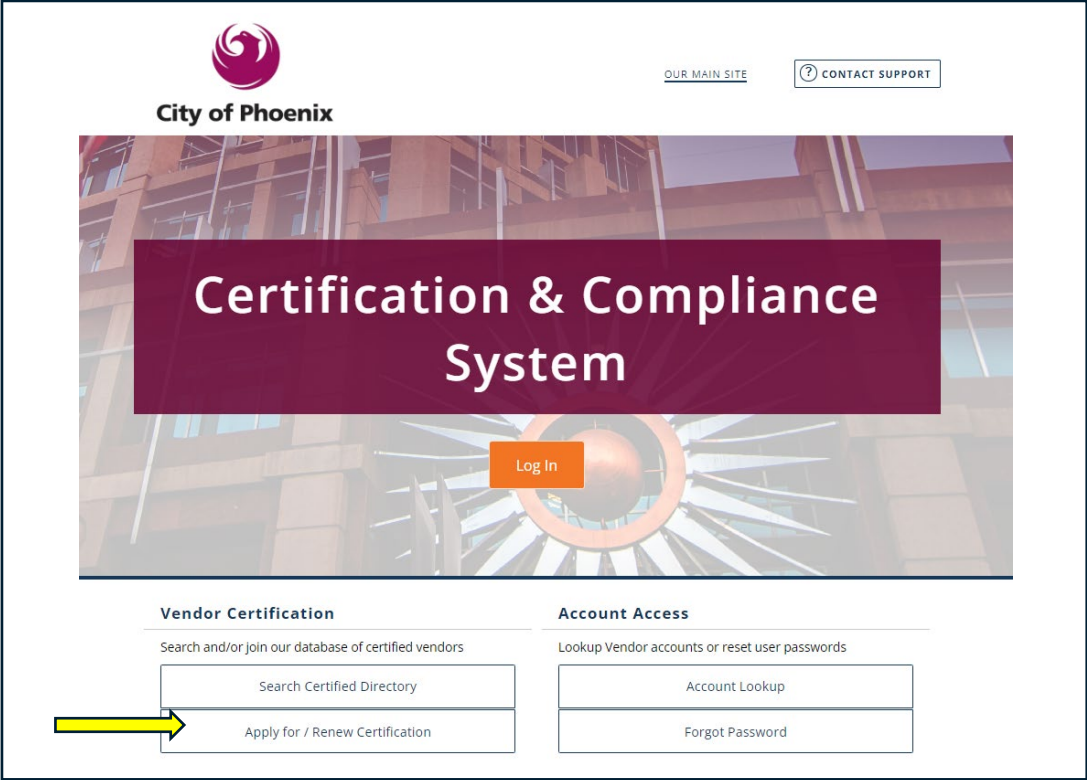 City of Phoenix
OUR MAIN SITE
? CONTACT SUPPORT
Certification & Compliance
System
Log In
Vendor Certification
Search and/or join our database of certified vendors
Search Certified Directory
Apply for / Renew Certification
Account Access
Lookup Vendor accounts or reset user passwords
Account Lookup
Forgot Password